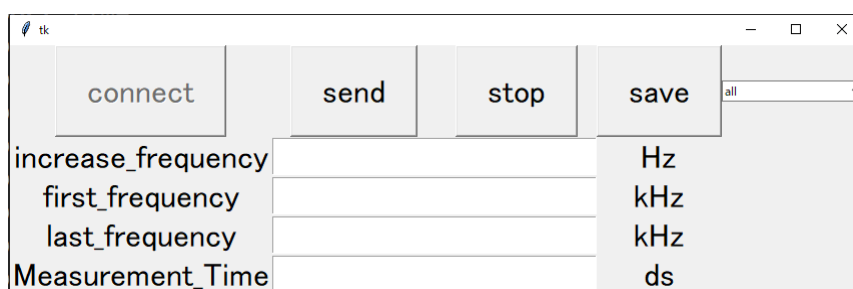 tk
connect send stop save all
increase_frequency Hz
first_frequency kHz
last_frequency kHz
Measurement_Time ds